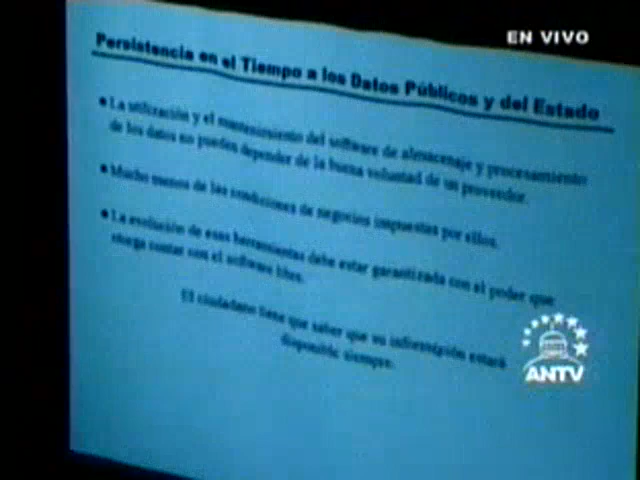 EN VIVO
Persistencia en el Tiempo a los Datos Públicos y del Estado
La utilización y el mantenimiento del software de almacenaje y procesamiento
de los datos no pueden depender de la buena voluntad de un proveedor.
Mucho menos de las condiciones de negocios impuestas por ellos.
La evolución de esas herramientas debe estar garantizada con el poder que
otorga contar con el software libre.
El ciudadano tiene que saber que su información estará
disponible siempre.
ANTV